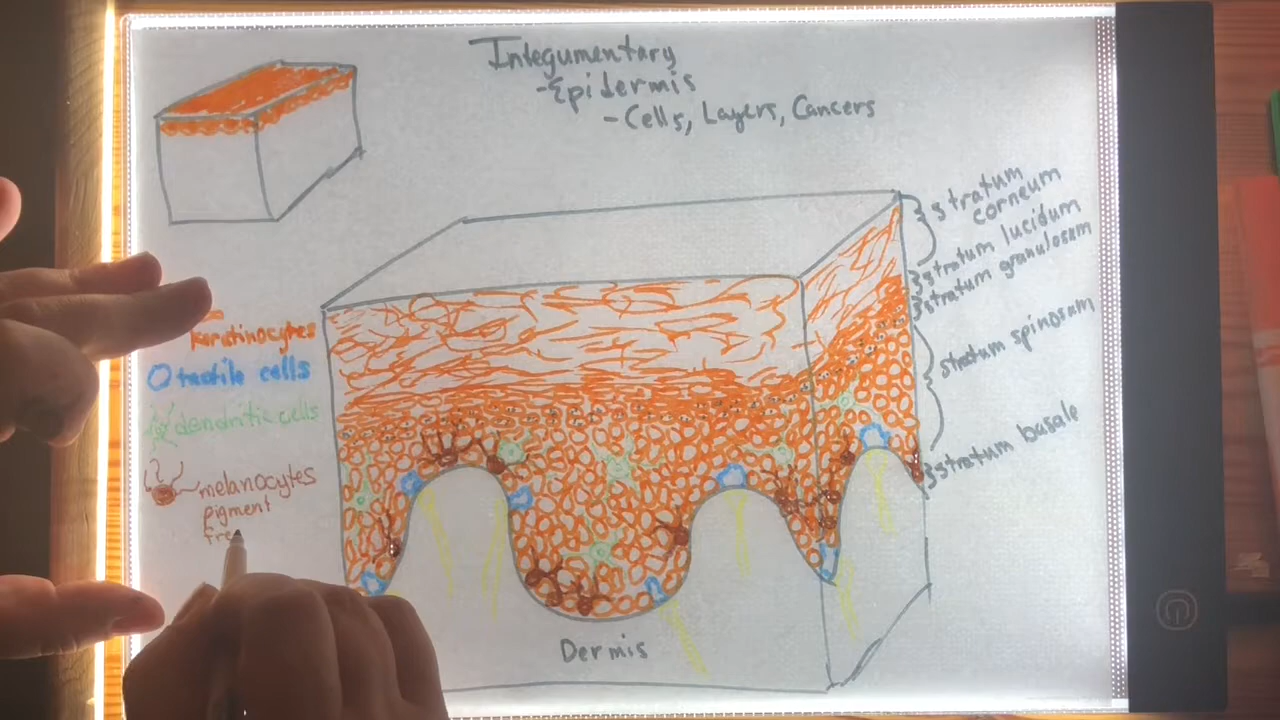 Integumentary
-Epidermis
-Cells, Layers, Cancers
stratum
corneum
stratum lucidum
stratum granulosum
stratum spinosum
stratum basale
keratinocytes
tactile cells
dendritic cells
melanocytes
pigment
fre
Dermis